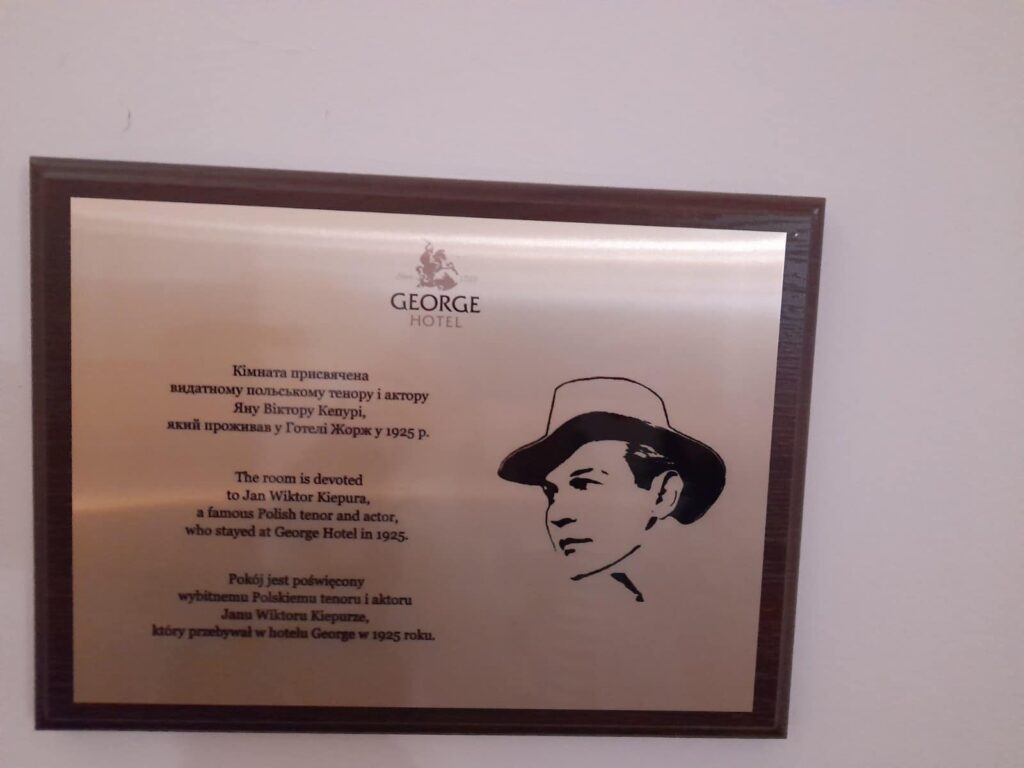 GEORGE
HOTEL
Кімната присвячена
видатному польському тенору і актору
Яну Віктору Кепурі,
який проживав у Готелі Жорж у 1925 р.
The room is devoted
to Jan Wiktor Kiepura,
a famous Polish tenor and actor,
who stayed at George Hotel in 1925.
Pokój jest poświęcony
wybitnemu Polskiemu tenoru i aktoru
Janu Wiktoru Kiepurze,
który przebywał w hotelu George w 1925 roku.